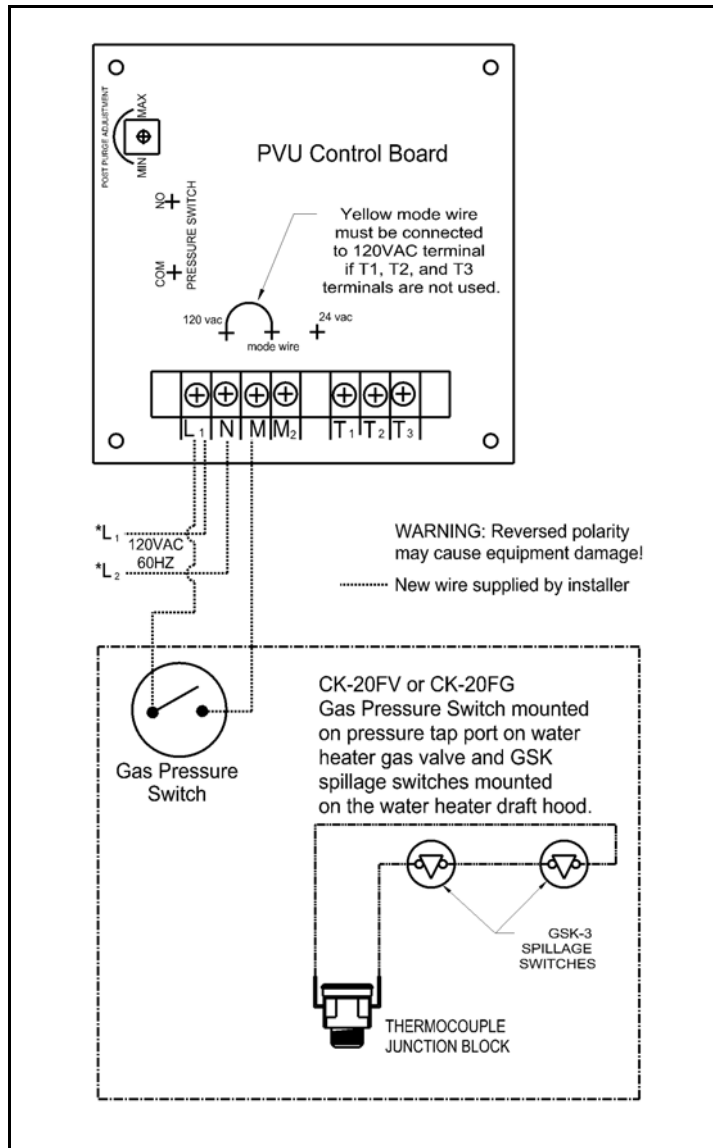 POST PURGE ADJUSTMENT
MIN
MAX
PVU Control Board
NO
COM
PRESSURE SWITCH
Yellow mode wire
must be connected
to 120VAC terminal
if T1, T2, and T3
terminals are not used.
120 vac
mode wire
24 vac
L1 N M M2 T1 T2 T3
*L1
120VAC
60HZ
*L2
WARNING: Reversed polarity
may cause equipment damage!
New wire supplied by installer
Gas Pressure
Switch
CK-20FV or CK-20FG
Gas Pressure Switch mounted
on pressure tap port on water
heater gas valve and GSK
spillage switches mounted
on the water heater draft hood.
GSK-3
SPILLAGE
SWITCHES
THERMOCOUPLE
JUNCTION BLOCK